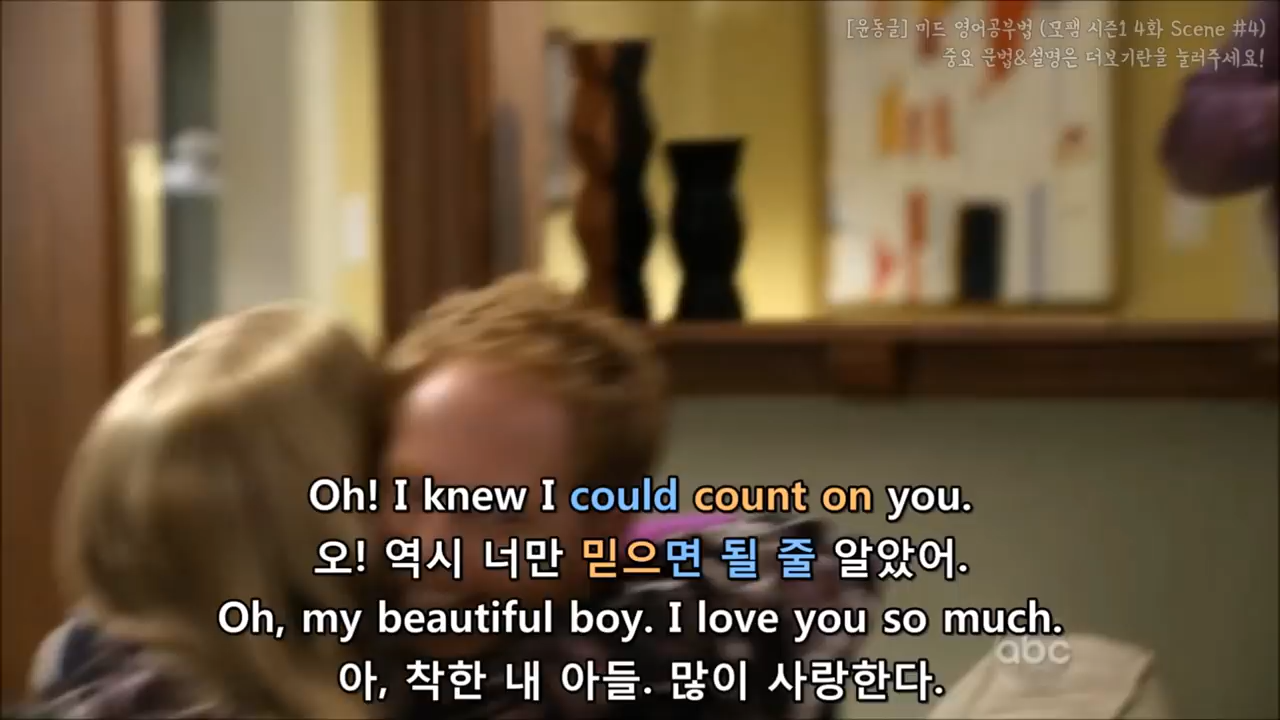 [윤동글] 미드 영어공부법 (모팸 시즌1 4화 Scene #4)
중요 문법&설명은 더보기란을 눌러주세요!
Oh! I knew I could count on you.
오! 역시 너만 믿으면 될 줄 알았어.
Oh, my beautiful boy. I love you so much.
아, 착한 내 아들. 많이 사랑한다.
abc